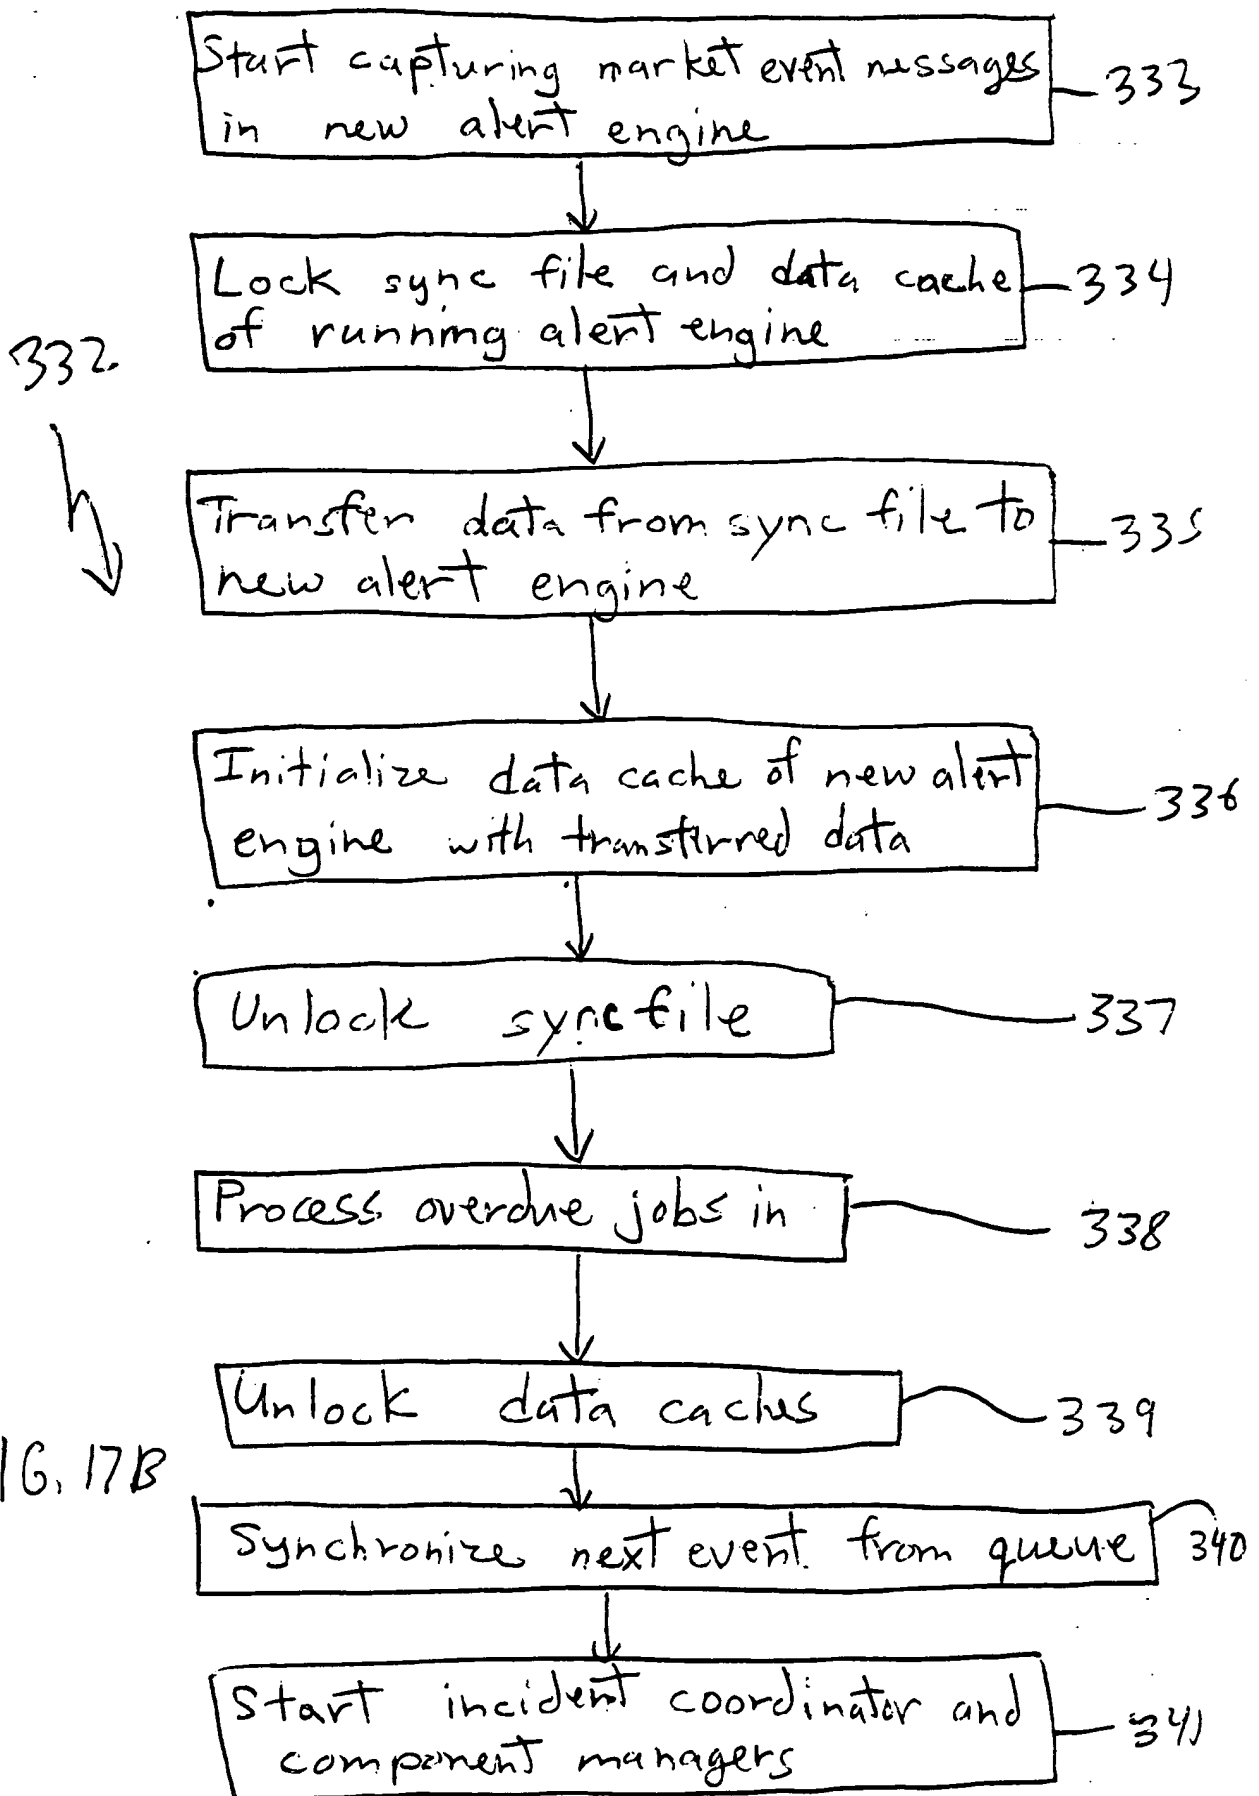 Start capturing market event messages
in new alert engine
333
Lock sync file and data cache
of running alert engine
334
332
Transfer data from sync file to
new alert engine
335
Initialize data cache of new alert
engine with transferred data
336
Unlock sync file
337
Process overdue jobs in
338
Unlock data caches
339
IG. 17B
Synchronize next event from queue
340
Start incident coordinator and
component managers
341